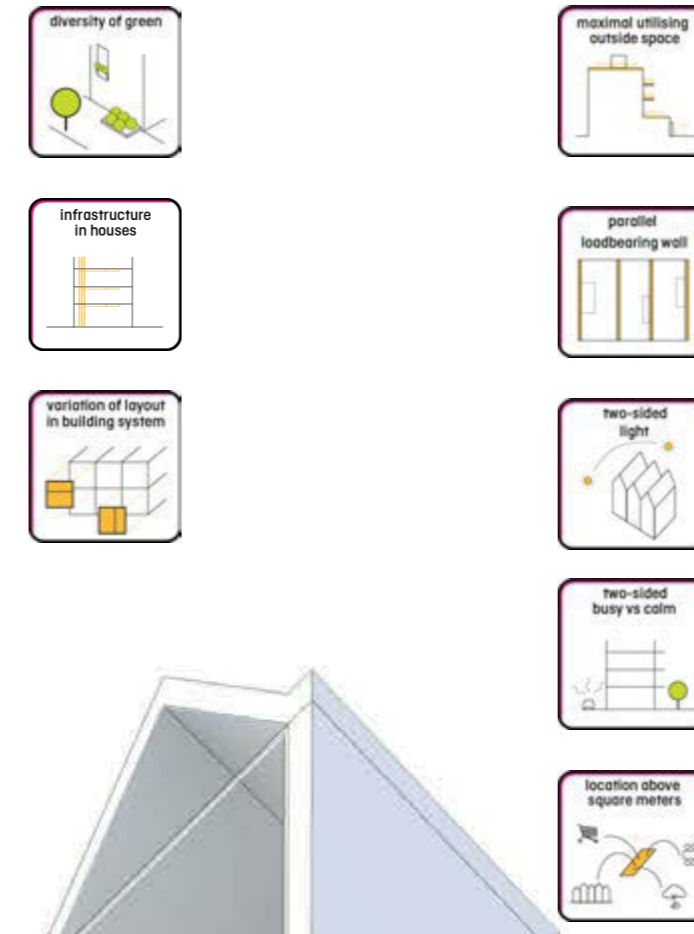 diversity of green
infrastructure
in houses
variation of layout
in building system
maximal utilising
outside space
parallel
loadbearing wall
two-sided
light
two-sided
busy vs calm
location above
square meters